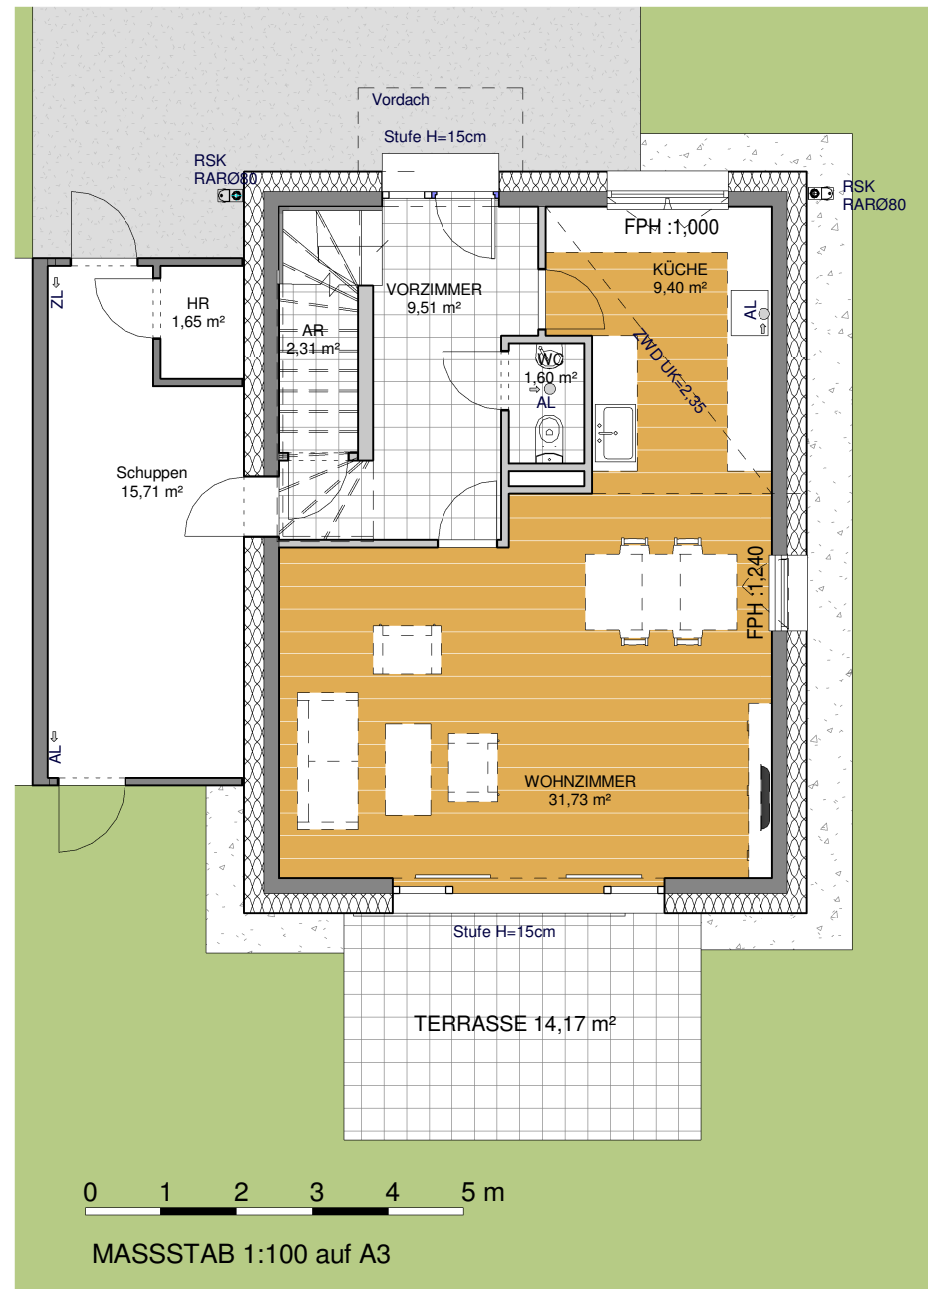 Vordach
Stufe H=15cm
RSK
RARØ80
RSK
RARØ80
FPH :1,000
KÜCHE
9,40 m²
ZL
HR
1,65 m²
VORZIMMER
9,51 m²
AL
AR
2,31 m²
WC
1,60 m²
AL
ZWD UK=2,35
Schuppen
15,71 m²
FPH :1,240
AL
WOHNZIMMER
31,73 m²
Stufe H=15cm
TERRASSE 14,17 m²
0 1 2 3 4 5 m
MASSSTAB 1:100 auf A3